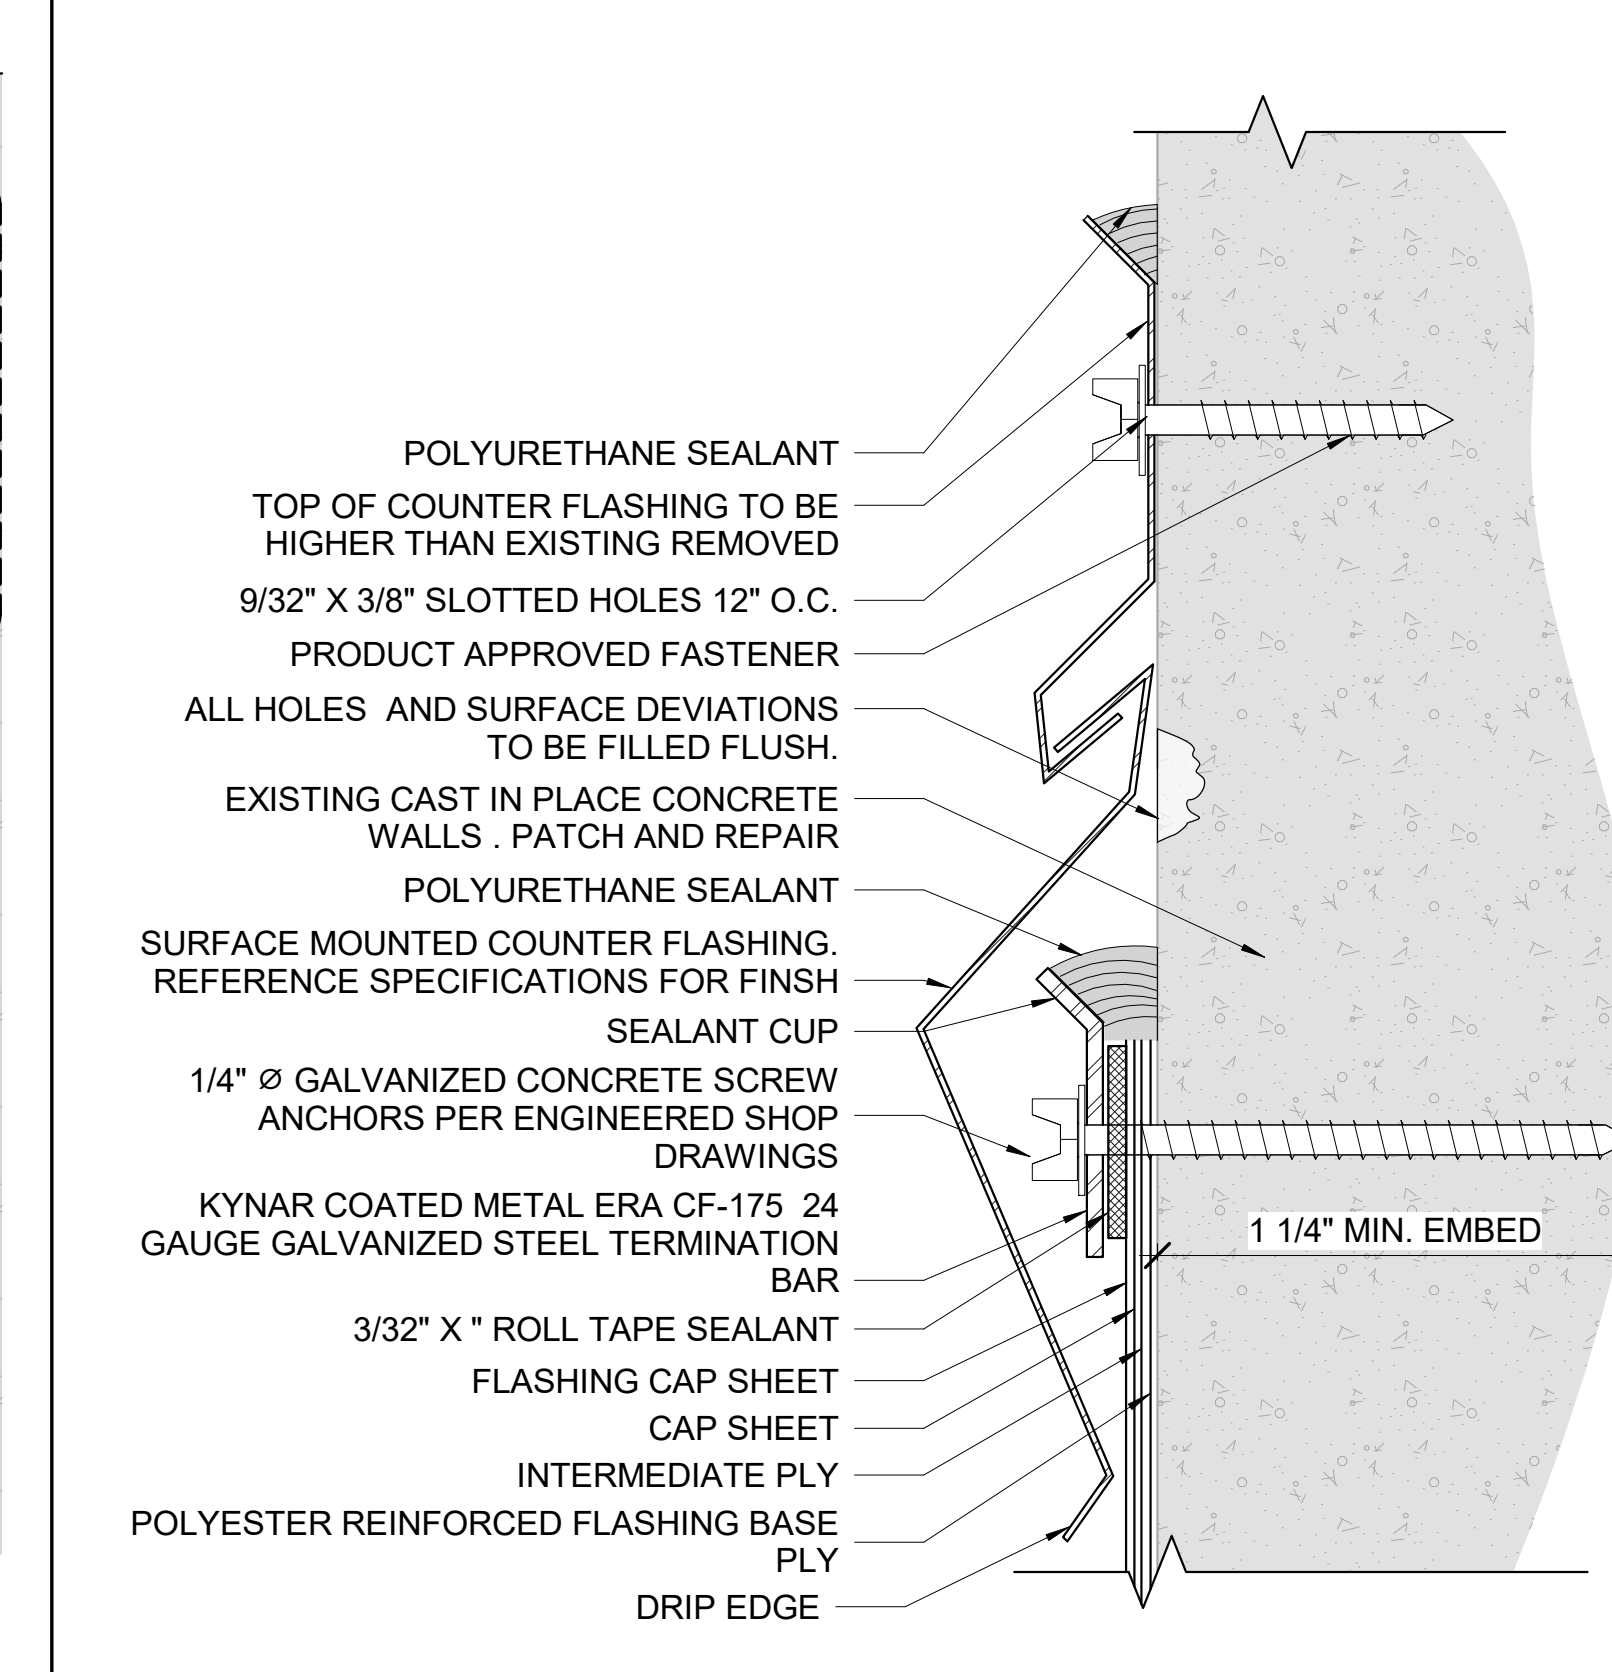 POLYURETHANE SEALANT
TOP OF COUNTER FLASHING TO BE
HIGHER THAN EXISTING REMOVED
9/32" X 3/8" SLOTTED HOLES 12" O.C.
PRODUCT APPROVED FASTENER
ALL HOLES  AND SURFACE DEVIATIONS
TO BE FILLED FLUSH.
EXISTING CAST IN PLACE CONCRETE
WALLS . PATCH AND REPAIR
POLYURETHANE SEALANT
SURFACE MOUNTED COUNTER FLASHING.
REFERENCE SPECIFICATIONS FOR FINSH
SEALANT CUP
1/4" Ø GALVANIZED CONCRETE SCREW
ANCHORS PER ENGINEERED SHOP
DRAWINGS
KYNAR COATED METAL ERA CF-175  24
GAUGE GALVANIZED STEEL TERMINATION
BAR
3/32" X " ROLL TAPE SEALANT
FLASHING CAP SHEET
CAP SHEET
INTERMEDIATE PLY
POLYESTER REINFORCED FLASHING BASE
PLY
DRIP EDGE
1 1/4" MIN. EMBED